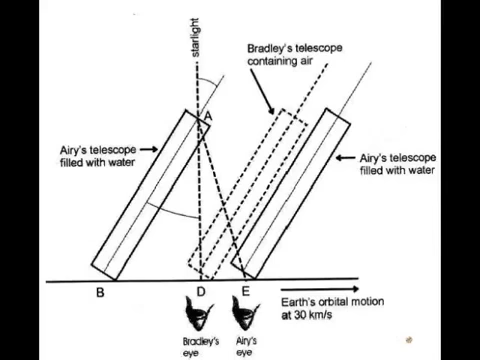 starlight
Bradley's telescope
containing air
A
Airy's telescope
filled with water
Airy's telescope
filled with water
B
D
E
Earth's orbital motion
at 30 km/s
Bradley's
eye
Airy's
eye